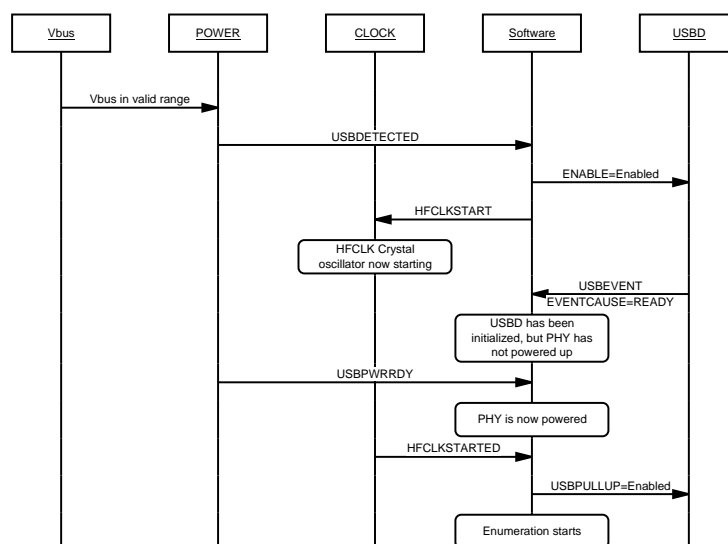 Vbus
POWER
CLOCK
Software
USBD
Vbus in valid range
USBDETECTED
ENABLE=Enabled
HFCLKSTART
HFCLK Crystal
oscillator now starting
USBEVENT
EVENTCAUSE=READY
USBD has been
initialized, but PHY has
not powered up
USBPWRRDY
PHY is now powered
HFCLKSTARTED
USBPULLUP=Enabled
Enumeration starts